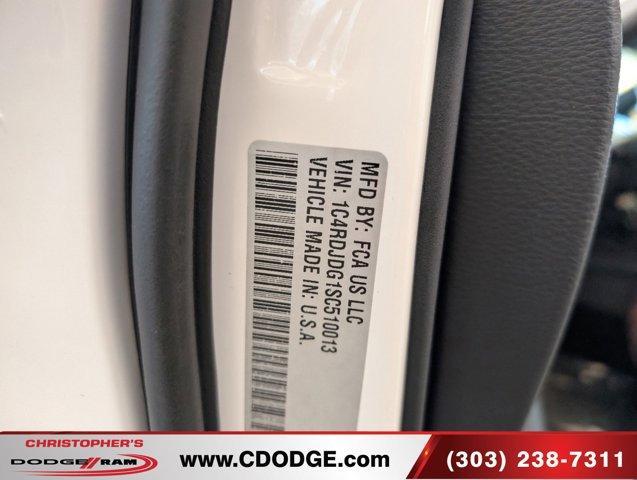 MFD BY: FCA US LLC
VIN: 1C4RDJDG1SC510013
VEHICLE MADE IN: U.S.A.
CHRISTOPHER'S
DODGE//RAM
www.CDODGE.com
(303) 238-7311